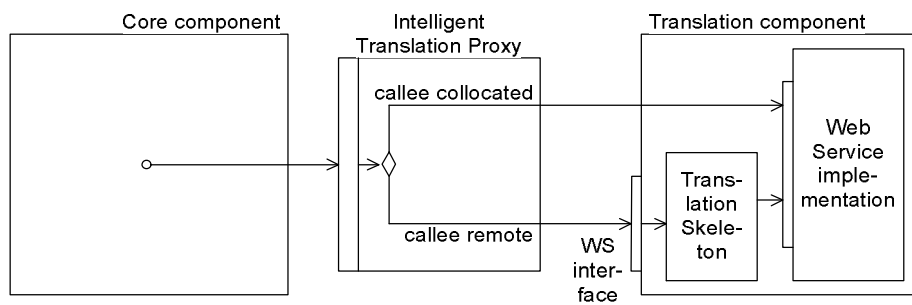 Core component
Intelligent
Translation Proxy
Translation component
callee collocated
callee remote
WS
inter-
face
Trans-
lation
Skele-
ton
Web
Service
imple-
mentation